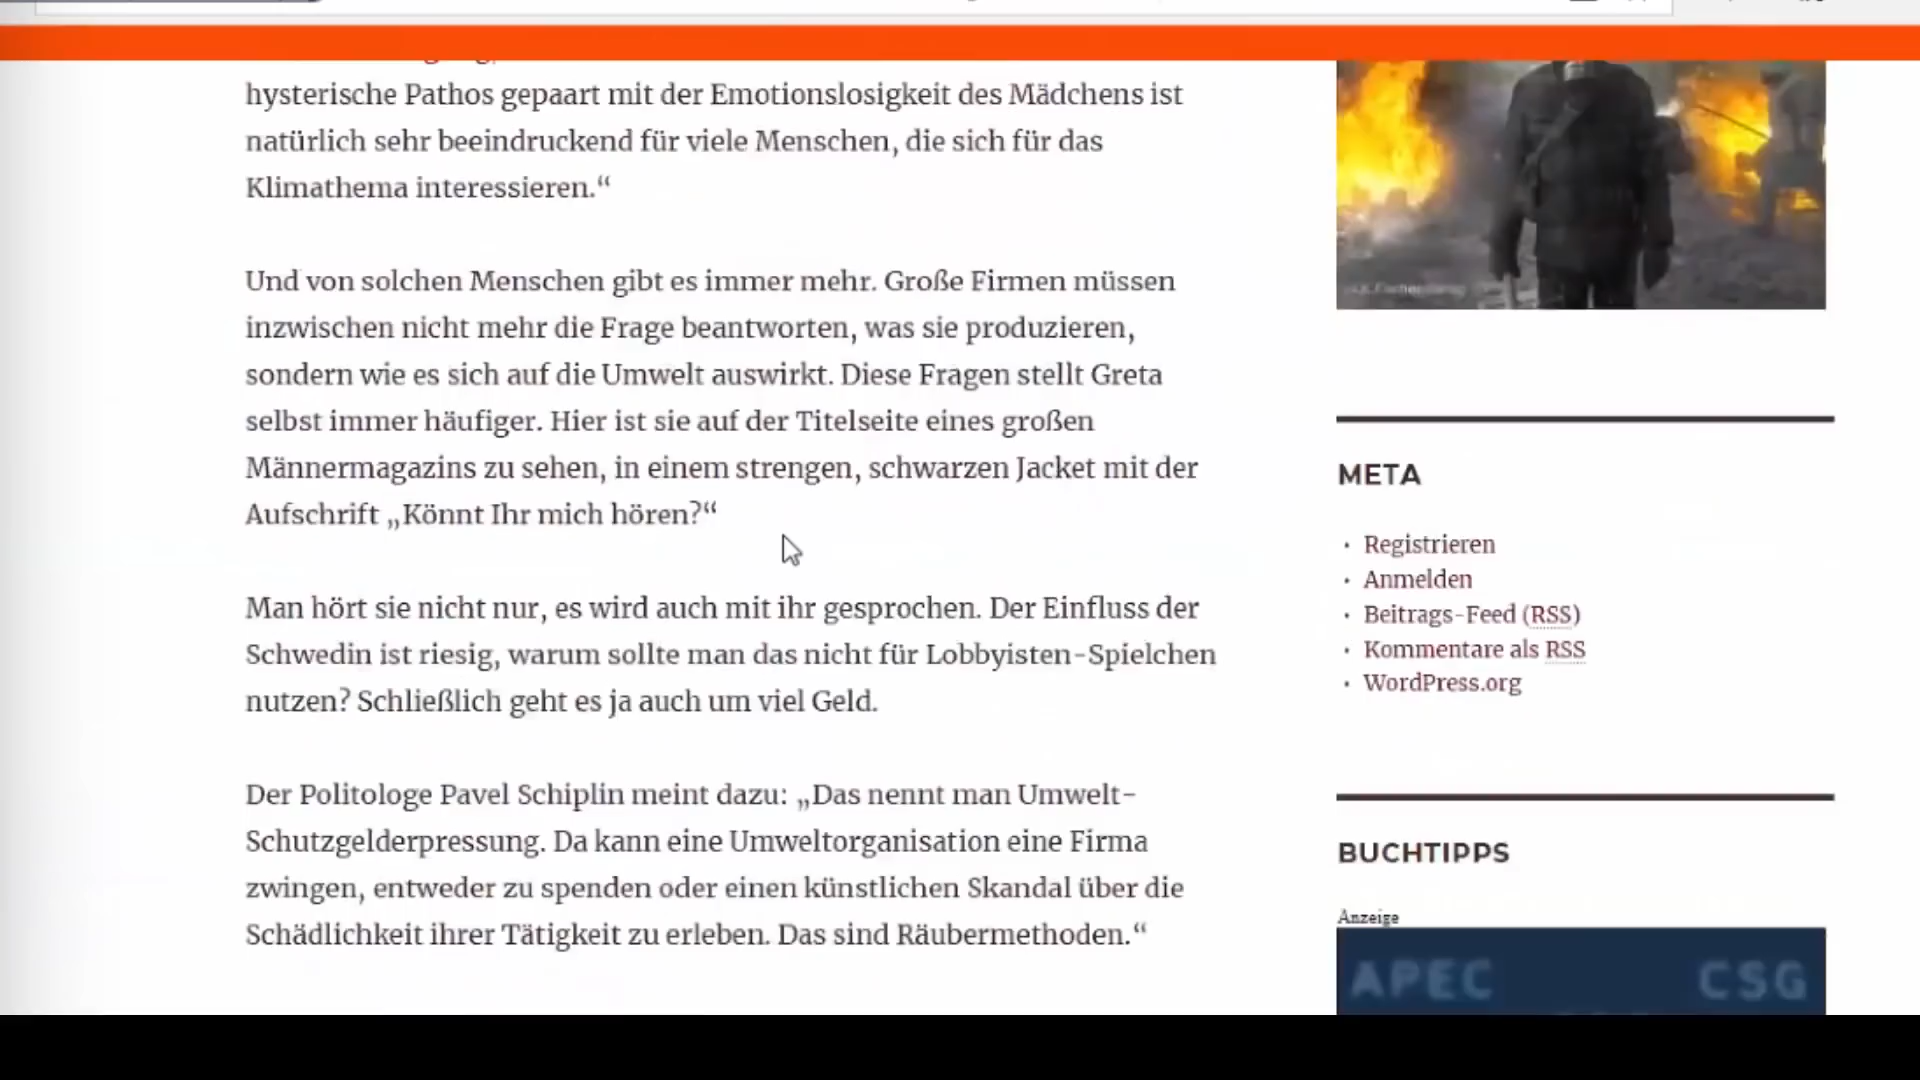 hysterische Pathos gepaart mit der Emotionslosigkeit des Mädchens ist
natürlich sehr beeindruckend für viele Menschen, die sich für das
Klimathema interessieren.“
Und von solchen Menschen gibt es immer mehr. Große Firmen müssen
inzwischen nicht mehr die Frage beantworten, was sie produzieren,
sondern wie es sich auf die Umwelt auswirkt. Diese Fragen stellt Greta
selbst immer häufiger. Hier ist sie auf der Titelseite eines großen
Männermagazins zu sehen, in einem strengen, schwarzen Jacket mit der
Aufschrift „Könnt Ihr mich hören?“
Man hört sie nicht nur, es wird auch mit ihr gesprochen. Der Einfluss der
Schwedin ist riesig, warum sollte man das nicht für Lobbyisten-Spielchen
nutzen? Schließlich geht es ja auch um viel Geld.
Der Politologe Pavel Schiplin meint dazu: „Das nennt man Umwelt-
Schutzgelderpressung. Da kann eine Umweltorganisation eine Firma
zwingen, entweder zu spenden oder einen künstlichen Skandal über die
Schädlichkeit ihrer Tätigkeit zu erleben. Das sind Räubermethoden.“
META
• Registrieren
• Anmelden
• Beitrags-Feed (RSS)
• Kommentare als RSS
• WordPress.org
BUCHTIPPS
Anzeige
APEC CSG